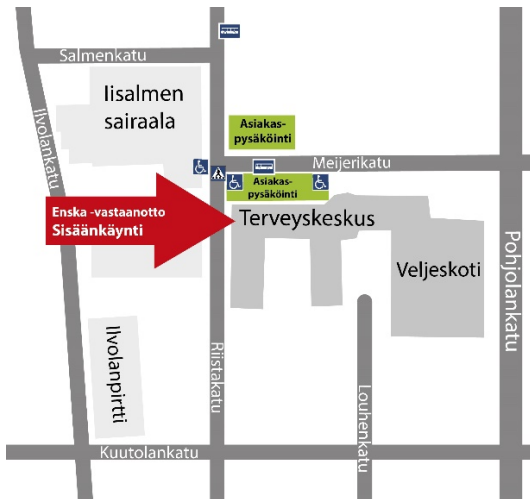 Salmenkatu
Ilvolankatu
Iisalmen
sairaala
Asiakas-
pysäköinti
Meijerikatu
Asiakas-
pysäköinti
Enska -vastaanotto
Sisäänkäynti
Terveyskeskus
Veljeskoti
Pohjolankatu
Ilvolanpirtti
Riistakatu
Louhenkatu
Kuutolankatu